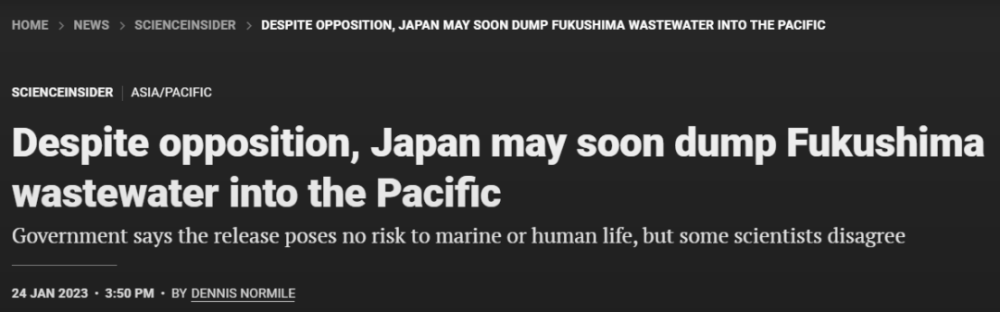 HOME > NEWS > SCIENCEINSIDER > DESPITE OPPOSITION, JAPAN MAY SOON DUMP FUKUSHIMA WASTEWATER INTO THE PACIFIC
SCIENCEINSIDER | ASIA/PACIFIC
Despite opposition, Japan may soon dump Fukushima
wastewater into the Pacific
Government says the release poses no risk to marine or human life, but some scientists disagree
24 JAN 2023 • 3:50 PM • BY DENNIS NORMILE